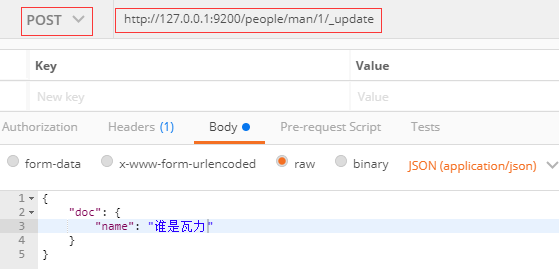 POST http://127.0.0.1:9200/people/man/1/_update
Key Value
New key Value
Authorization Headers (1) Body Pre-request Script Tests
form-data x-www-form-urlencoded raw binary JSON (application/json)
1 {
2 "doc": {
3 "name": "谁是瓦力"
4 }
5 }